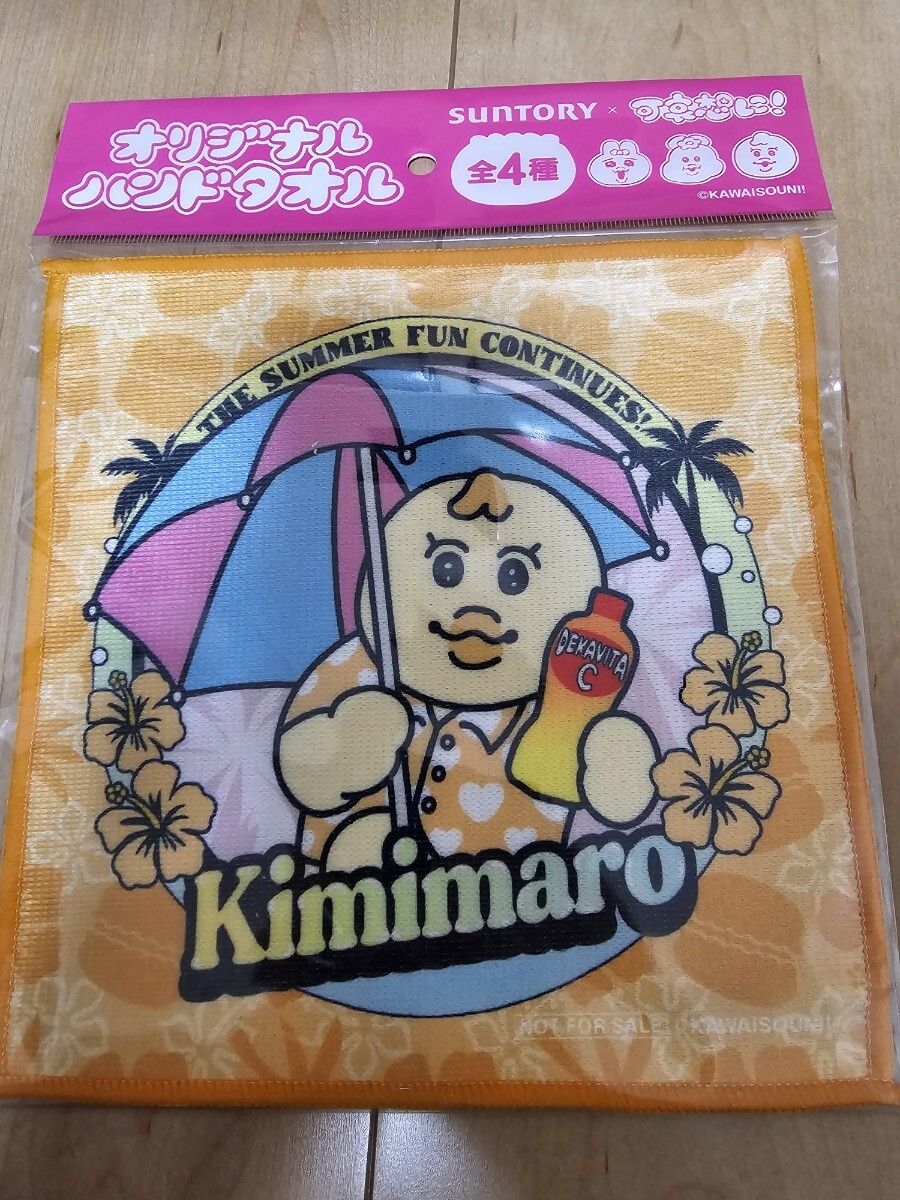 オリジナル
ハンドタオル
SUNTORY × 可哀想に!
全4種
©KAWAISOUNI!
THE SUMMER FUN CONTINUES!
DEKAVITA
C
Kimimaro
NOT FOR SALE ©KAWAISOUNI!